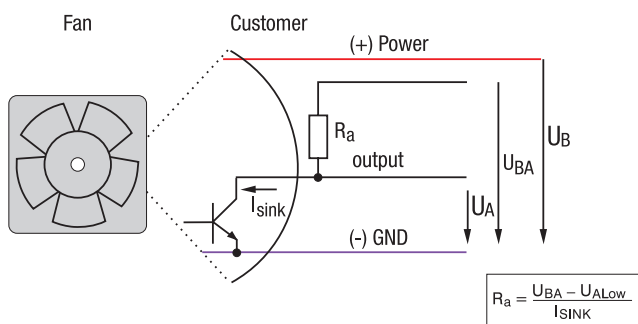 Fan
Customer
(+) Power
Ra
output
Isink
UA
UBA
UB
(-) GND
Ra = UBA – UALow / ISINK